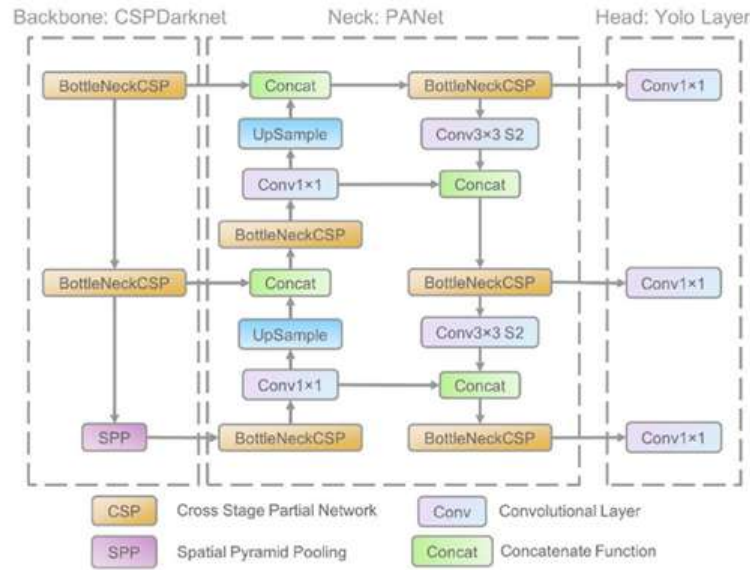 Backbone: CSPDarknet Neck: PANet Head: Yolo Layer
BottleNeckCSP Concat BottleNeckCSP Conv1×1
UpSample Conv3×3 S2
Conv1×1 Concat
BottleNeckCSP
BottleNeckCSP Concat BottleNeckCSP Conv1×1
UpSample Conv3×3 S2
Conv1×1 Concat
SPP BottleNeckCSP BottleNeckCSP Conv1×1
CSP Cross Stage Partial Network Conv Convolutional Layer
SPP Spatial Pyramid Pooling Concat Concatenate Function